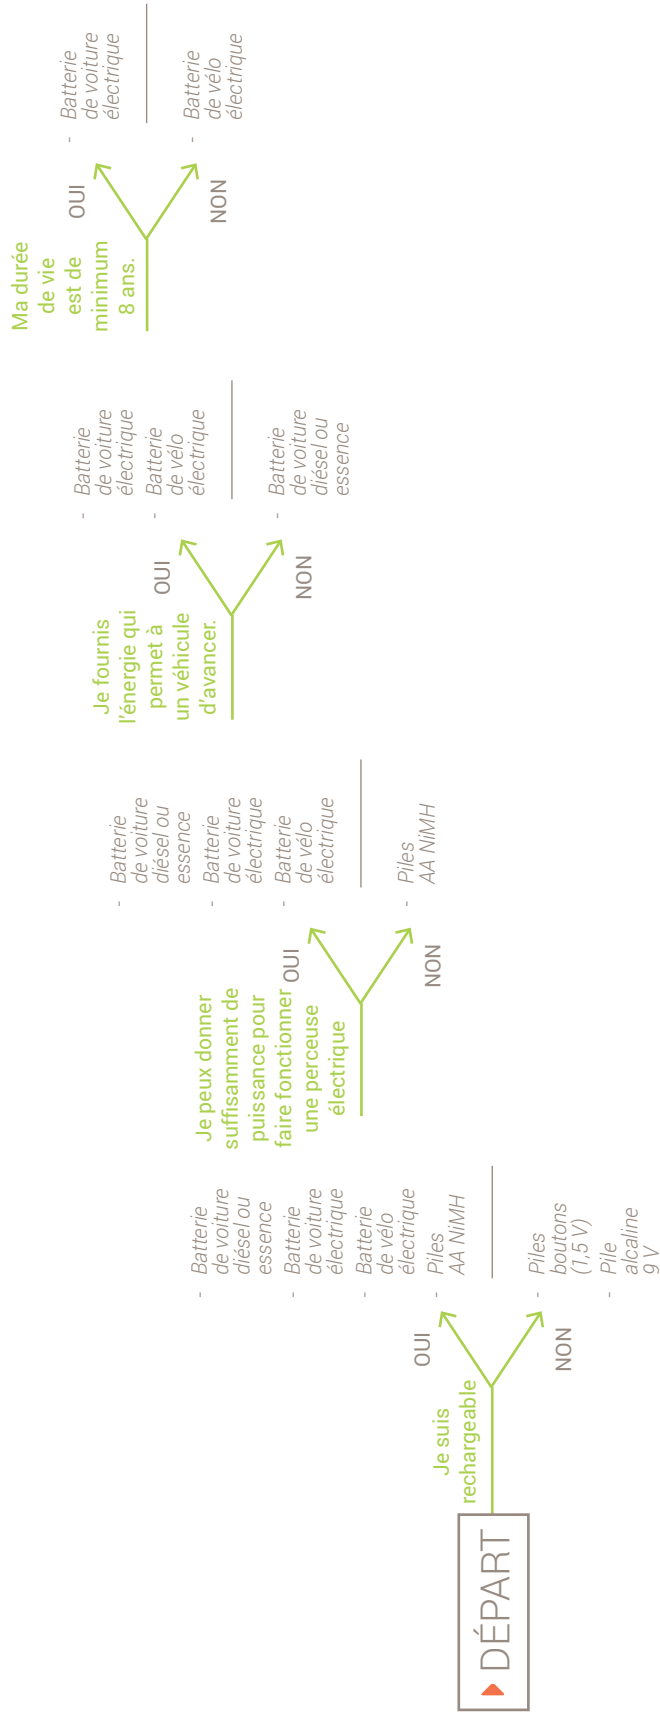 DÉPART
Je suis
rechargeable
OUI
- Batterie
de voiture
diésel ou
essence
- Batterie
de voiture
électrique
- Batterie
de vélo
électrique
- Piles
AA NiMH
NON
- Piles
boutons
(1,5 V)
- Pile
alcaline
9 V
Je peux donner
suffisamment de
puissance pour
faire fonctionner
une perceuse
électrique
OUI
- Batterie
de voiture
diésel ou
essence
- Batterie
de voiture
électrique
- Batterie
de vélo
électrique
NON
- Piles
AA NiMH
Je fournis
l'énergie qui
permet à
un véhicule
d'avancer.
OUI
- Batterie
de voiture
électrique
- Batterie
de vélo
électrique
NON
- Batterie
de voiture
diésel ou
essence
Ma durée
de vie
est de
minimum
8 ans.
OUI
- Batterie
de voiture
électrique
NON
- Batterie
de vélo
électrique